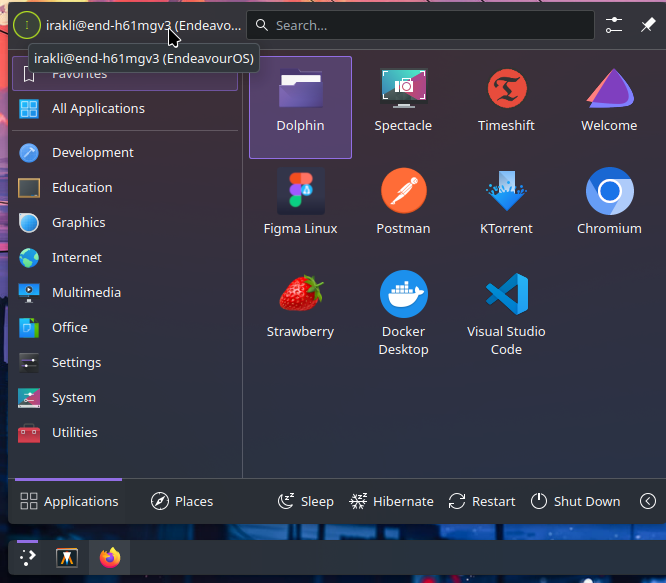 irakli@end-h61mgv3 (Endeavo...
Search...
irakli@end-h61mgv3 (EndeavourOS)
Favorites
All Applications
Development
Education
Graphics
Internet
Multimedia
Office
Settings
System
Utilities
Dolphin
Spectacle
Timeshift
Welcome
Figma Linux
Postman
KTorrent
Chromium
Strawberry
Docker
Desktop
Visual Studio
Code
Applications
Places
Sleep
Hibernate
Restart
Shut Down